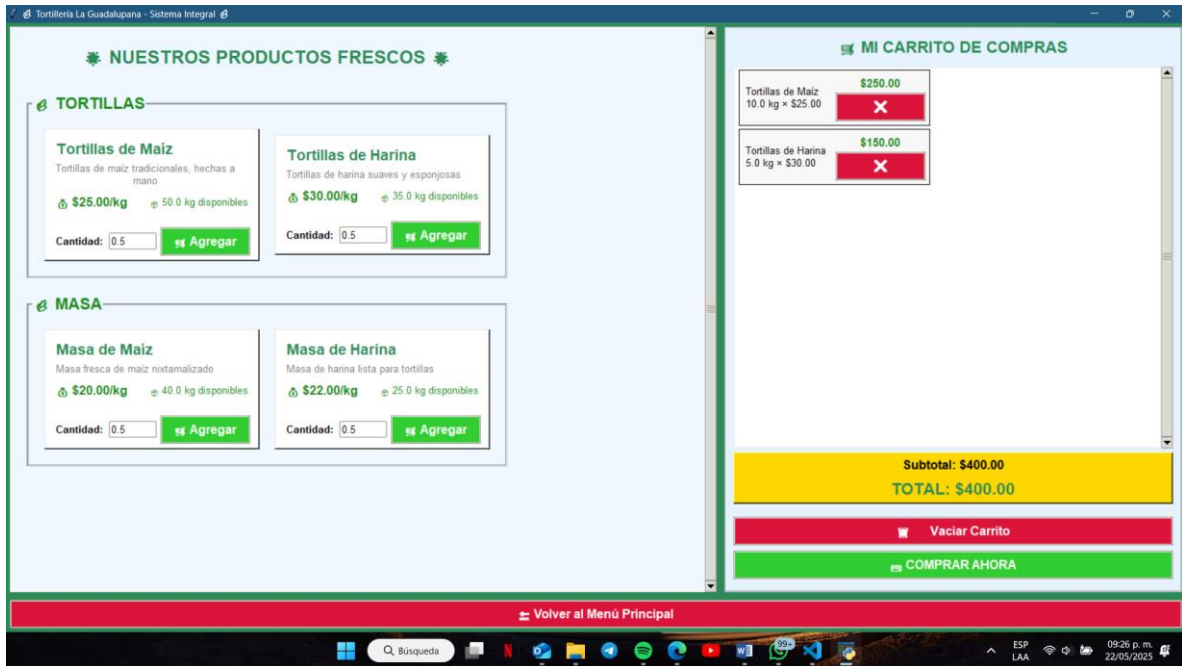 Tortillería La Guadalupana - Sistema Integral
NUESTROS PRODUCTOS FRESCOS
TORTILLAS
Tortillas de Maíz
Tortillas de maíz tradicionales, hechas a
mano
$25.00/kg
50.0 kg disponibles
Cantidad: 0.5
Agregar
Tortillas de Harina
Tortillas de harina suaves y esponjosas
$30.00/kg
35.0 kg disponibles
Cantidad: 0.5
Agregar
MASA
Masa de Maíz
Masa fresca de maíz nixtamalizado
$20.00/kg
40.0 kg disponibles
Cantidad: 0.5
Agregar
Masa de Harina
Masa de harina lista para tortillas
$22.00/kg
25.0 kg disponibles
Cantidad: 0.5
Agregar
MI CARRITO DE COMPRAS
Tortillas de Maíz
10.0 kg × $25.00
$250.00
Tortillas de Harina
5.0 kg × $30.00
$150.00
Subtotal: $400.00
TOTAL: $400.00
Vaciar Carrito
COMPRAR AHORA
Volver al Menú Principal
Búsqueda
99+
ESP
LAA
09:26 p. m.
22/05/2025